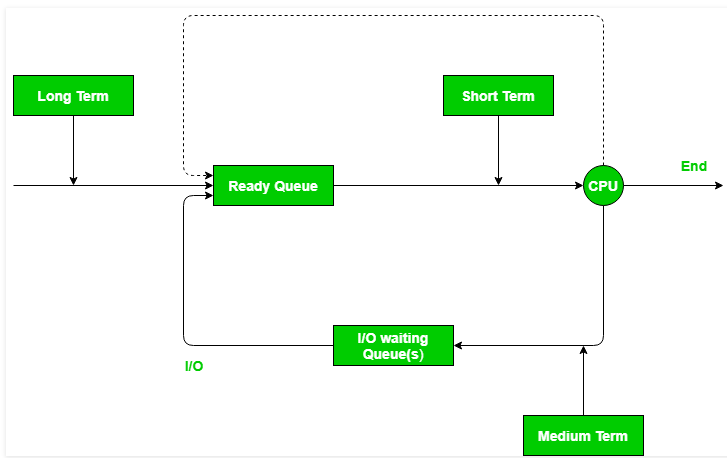 Long Term
Short Term
Ready Queue
CPU
End
I/O waiting
Queue(s)
I/O
Medium Term